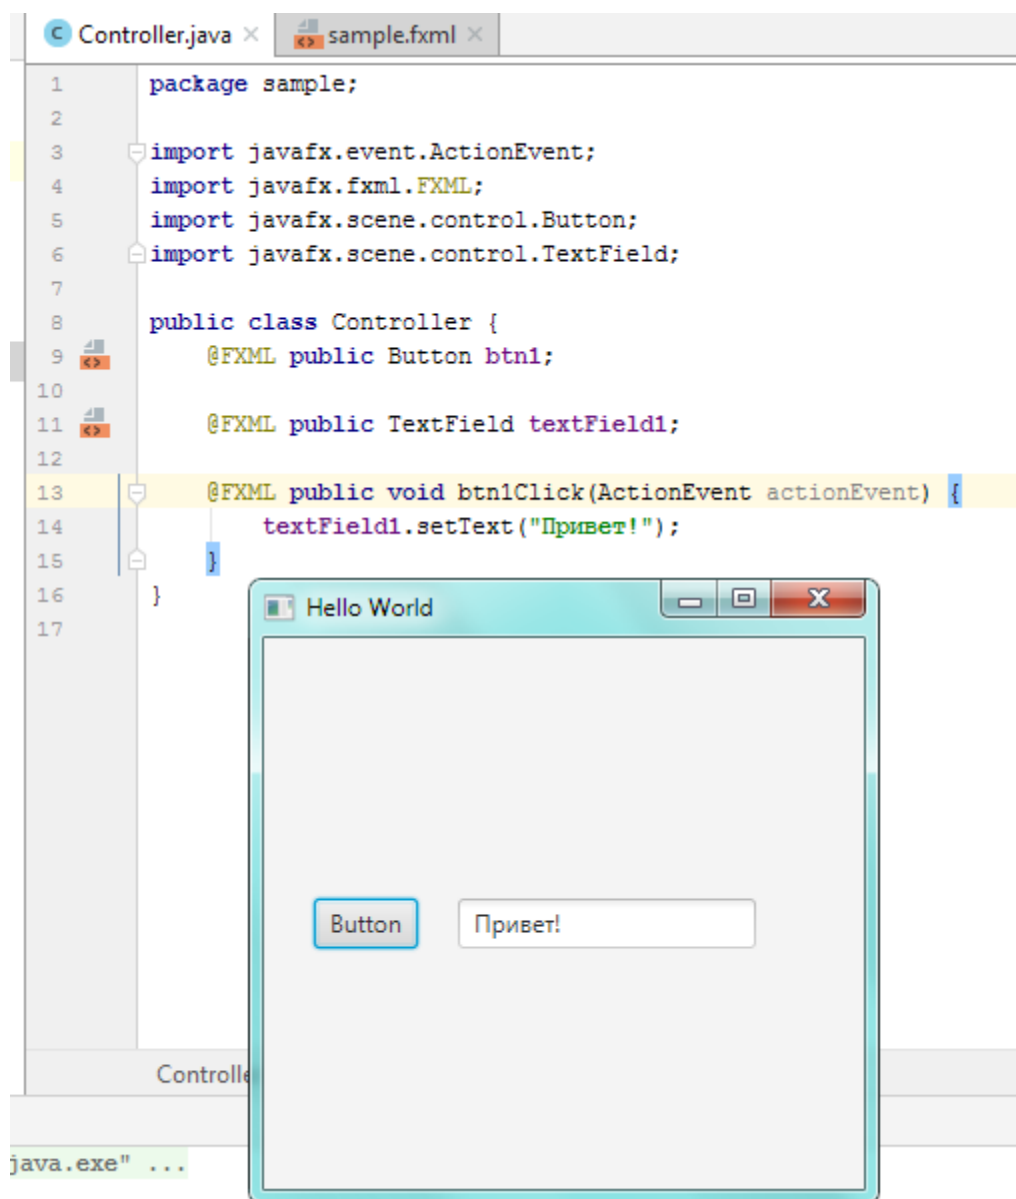 Controller.java sample.fxml
1 package sample;
2
3 import javafx.event.ActionEvent;
4 import javafx.fxml.FXML;
5 import javafx.scene.control.Button;
6 import javafx.scene.control.TextField;
7
8 public class Controller {
9 @FXML public Button btn1;
10
11 @FXML public TextField textField1;
12
13 @FXML public void btn1Click(ActionEvent actionEvent) {
14 textField1.setText("Привет!");
15 }
16 }
17
Hello World
Button Привет!
Controlle
java.exe" ...